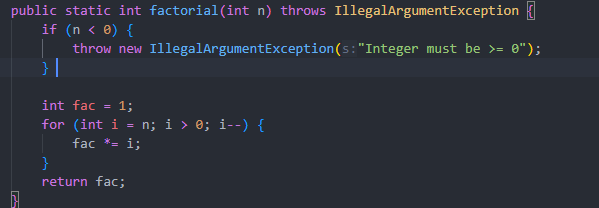 public static int factorial(int n) throws IllegalArgumentException {
    if (n < 0) {
        throw new IllegalArgumentException(s:"Integer must be >= 0");
    }

    int fac = 1;
    for (int i = n; i > 0; i--) {
        fac *= i;
    }
    return fac;
}